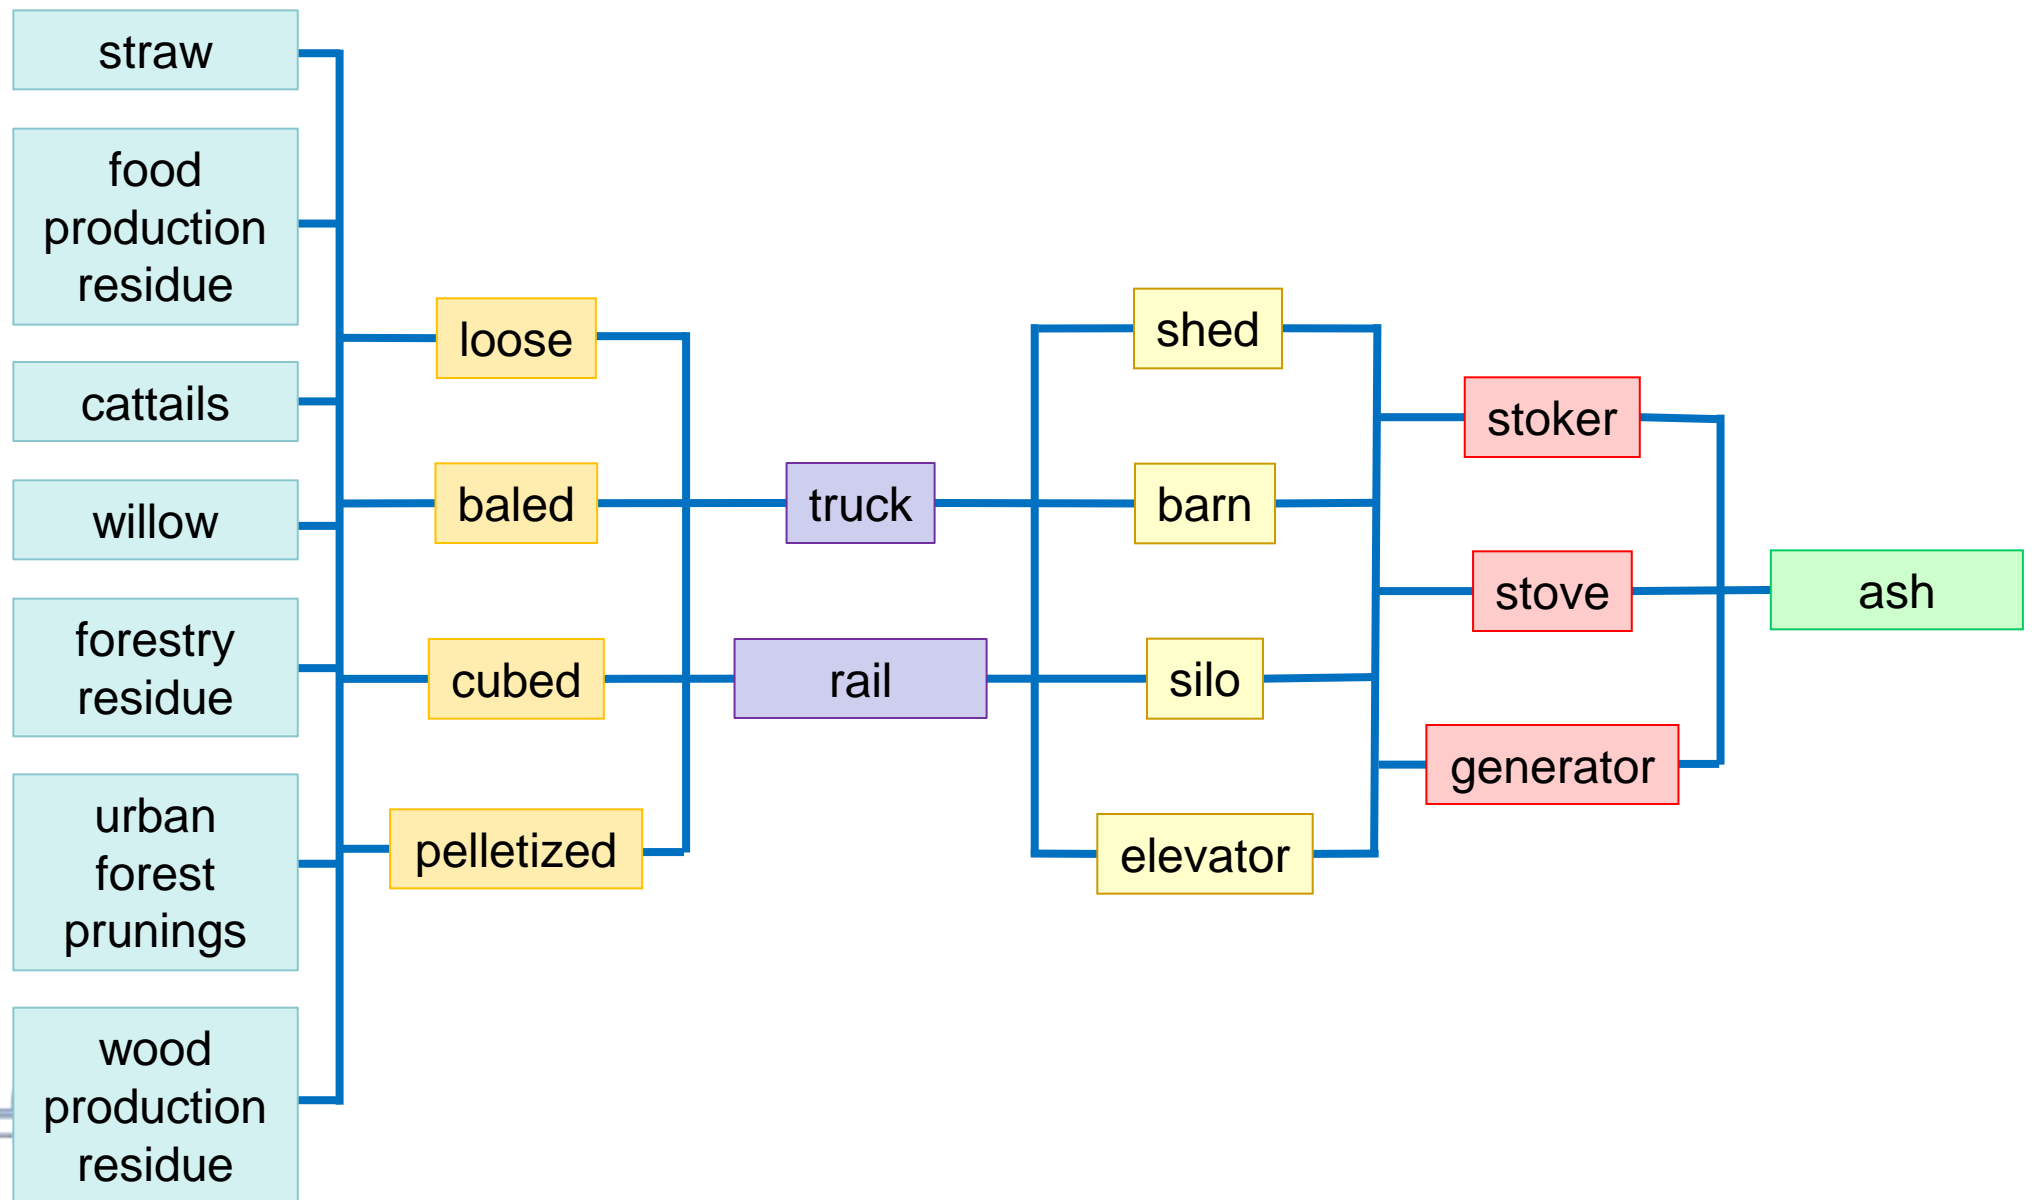 straw
food
production
residue
cattails
willow
forestry
residue
urban
forest
prunings
wood
production
residue
loose
baled
cubed
pelletized
truck
rail
shed
barn
silo
elevator
stoker
stove
generator
ash